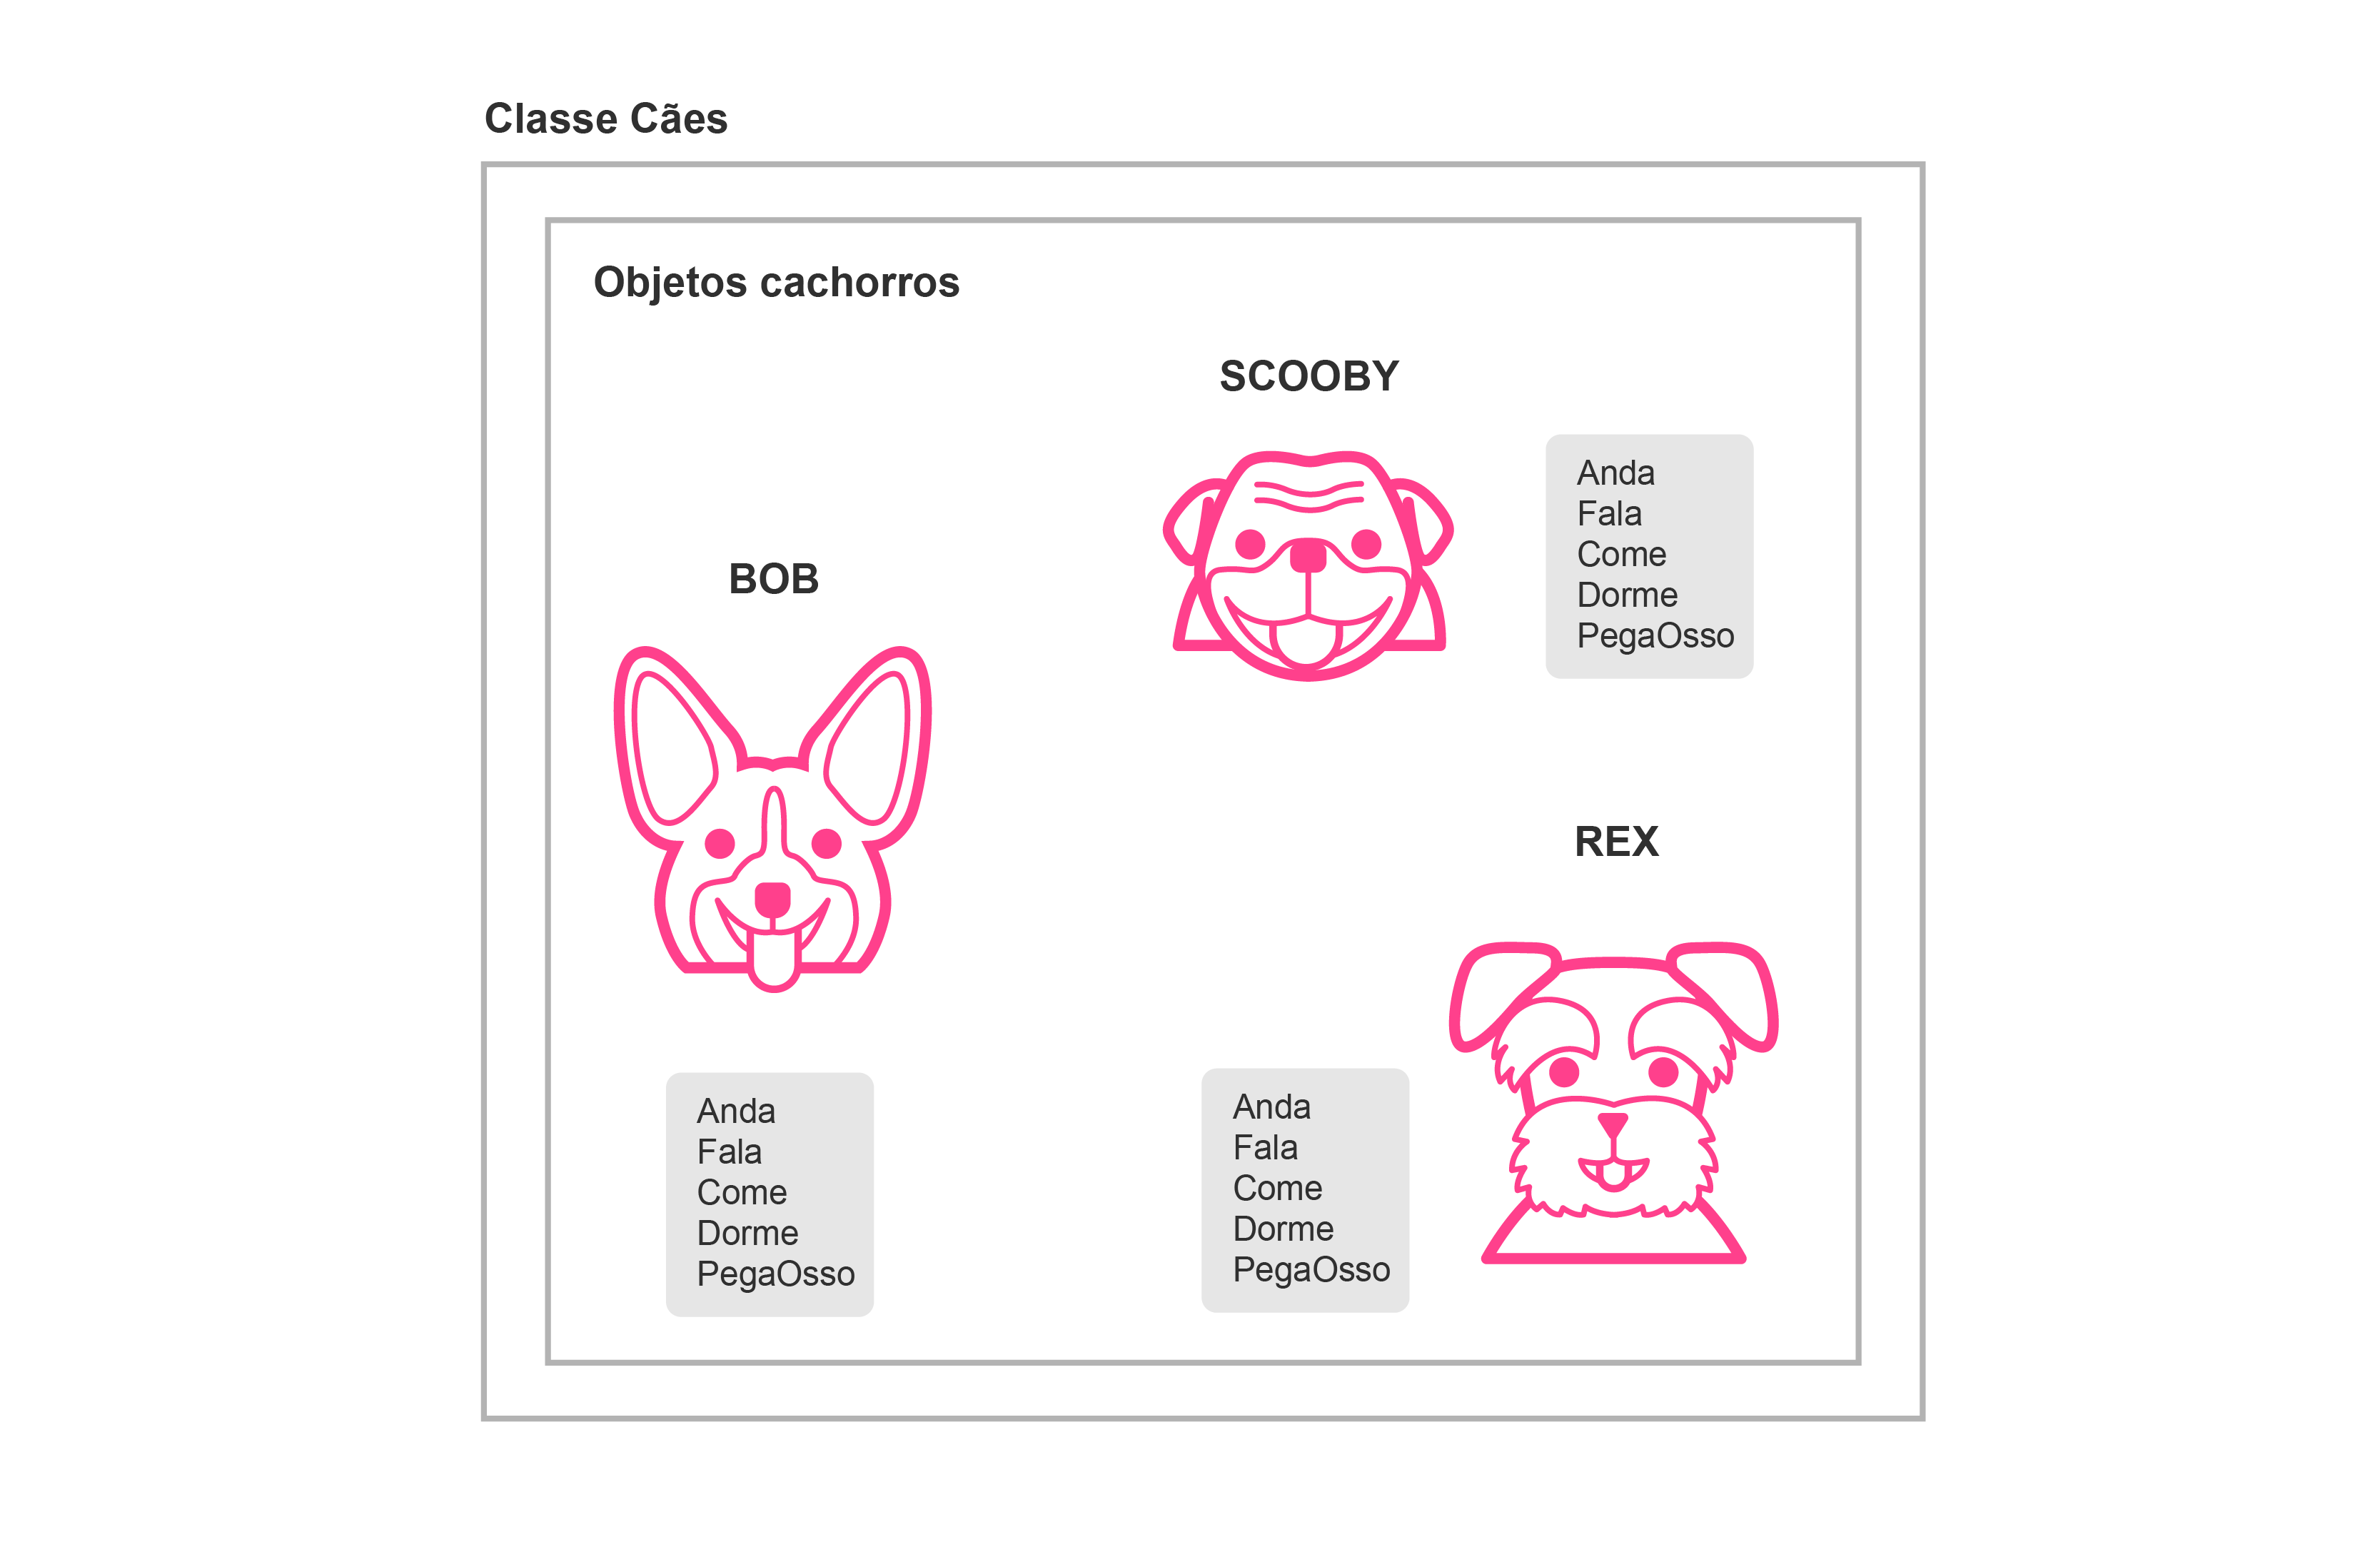 Classe Cães
Objetos cachorros
SCOOBY
Anda
Fala
Come
Dorme
PegaOsso
BOB
Anda
Fala
Come
Dorme
PegaOsso
REX
Anda
Fala
Come
Dorme
PegaOsso